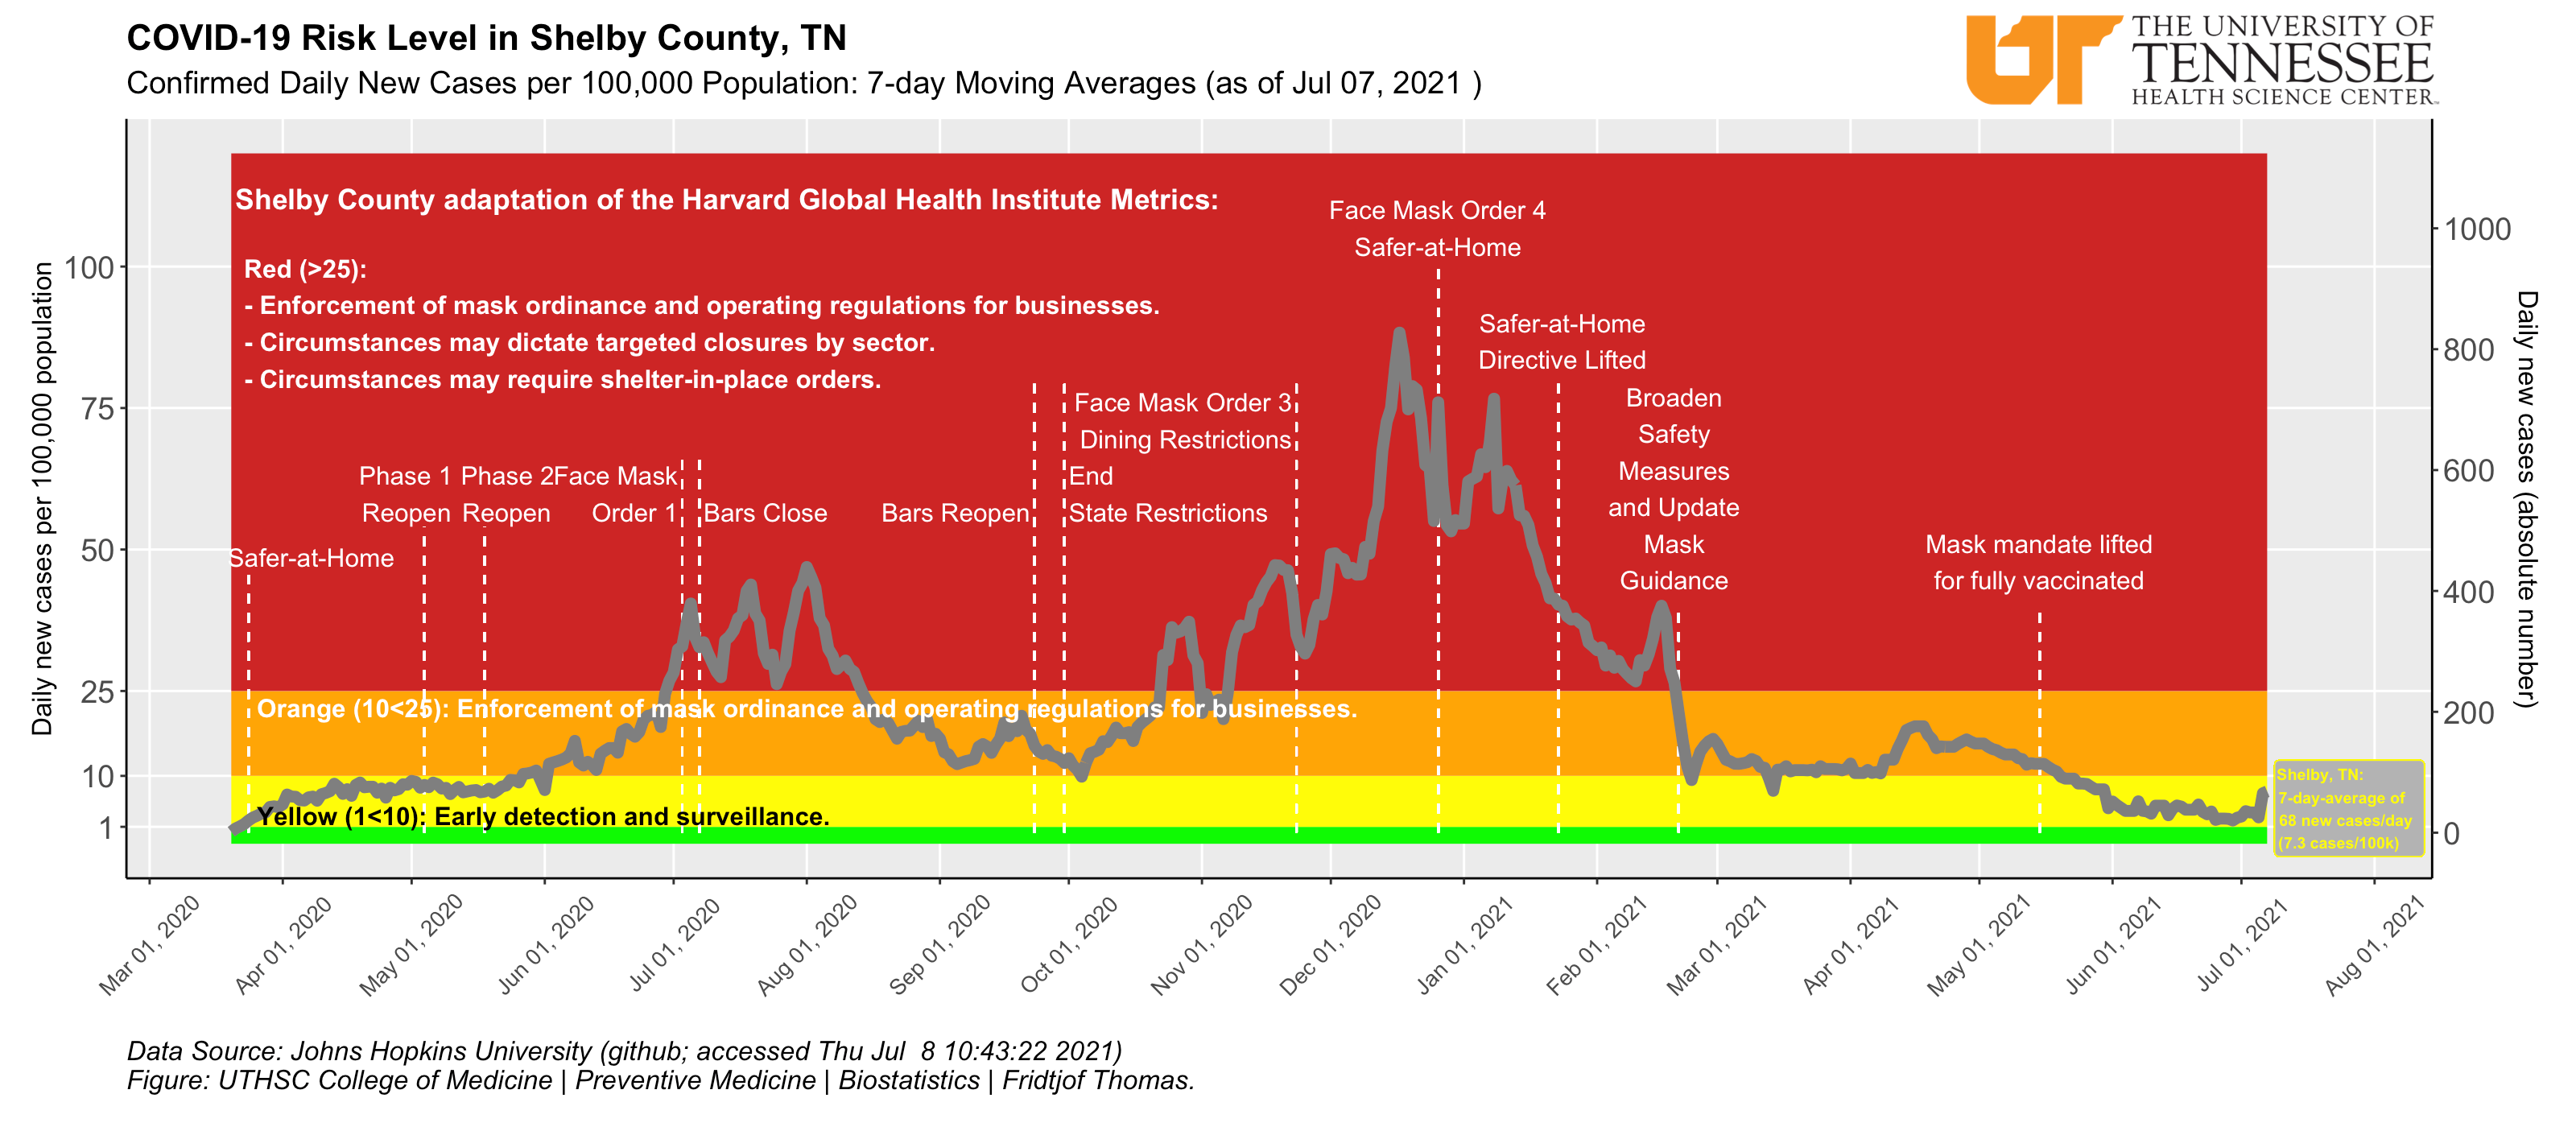 COVID-19 Risk Level in Shelby County, TN
Confirmed Daily New Cases per 100,000 Population: 7-day Moving Averages (as of Jul 07, 2021 )
UT
THE UNIVERSITY OF
TENNESSEE
HEALTH SCIENCE CENTER™
Daily new cases per 100,000 population
100
75
50
25
10
1
Shelby County adaptation of the Harvard Global Health Institute Metrics:
Red (>25):
- Enforcement of mask ordinance and operating regulations for businesses.
- Circumstances may dictate targeted closures by sector.
- Circumstances may require shelter-in-place orders.
Safer-at-Home
Phase 1
Reopen
Phase 2
Reopen
Face Mask
Order 1
Bars Close
Bars Reopen
End
State Restrictions
Face Mask Order 3
Dining Restrictions
Face Mask Order 4
Safer-at-Home
Safer-at-Home
Directive Lifted
Broaden
Safety
Measures
and Update
Mask
Guidance
Mask mandate lifted
for fully vaccinated
Orange (10<25): Enforcement of mask ordinance and operating regulations for businesses.
Yellow (1<10): Early detection and surveillance.
Shelby, TN:
7-day-average of
68 new cases/day
(7.3 cases/100k)
1000
800
600
400
200
0
Daily new cases (absolute number)
Mar 01, 2020
Apr 01, 2020
May 01, 2020
Jun 01, 2020
Jul 01, 2020
Aug 01, 2020
Sep 01, 2020
Oct 01, 2020
Nov 01, 2020
Dec 01, 2020
Jan 01, 2021
Feb 01, 2021
Mar 01, 2021
Apr 01, 2021
May 01, 2021
Jun 01, 2021
Jul 01, 2021
Aug 01, 2021
Data Source: Johns Hopkins University (github; accessed Thu Jul  8 10:43:22 2021)
Figure: UTHSC College of Medicine | Preventive Medicine | Biostatistics | Fridtjof Thomas.